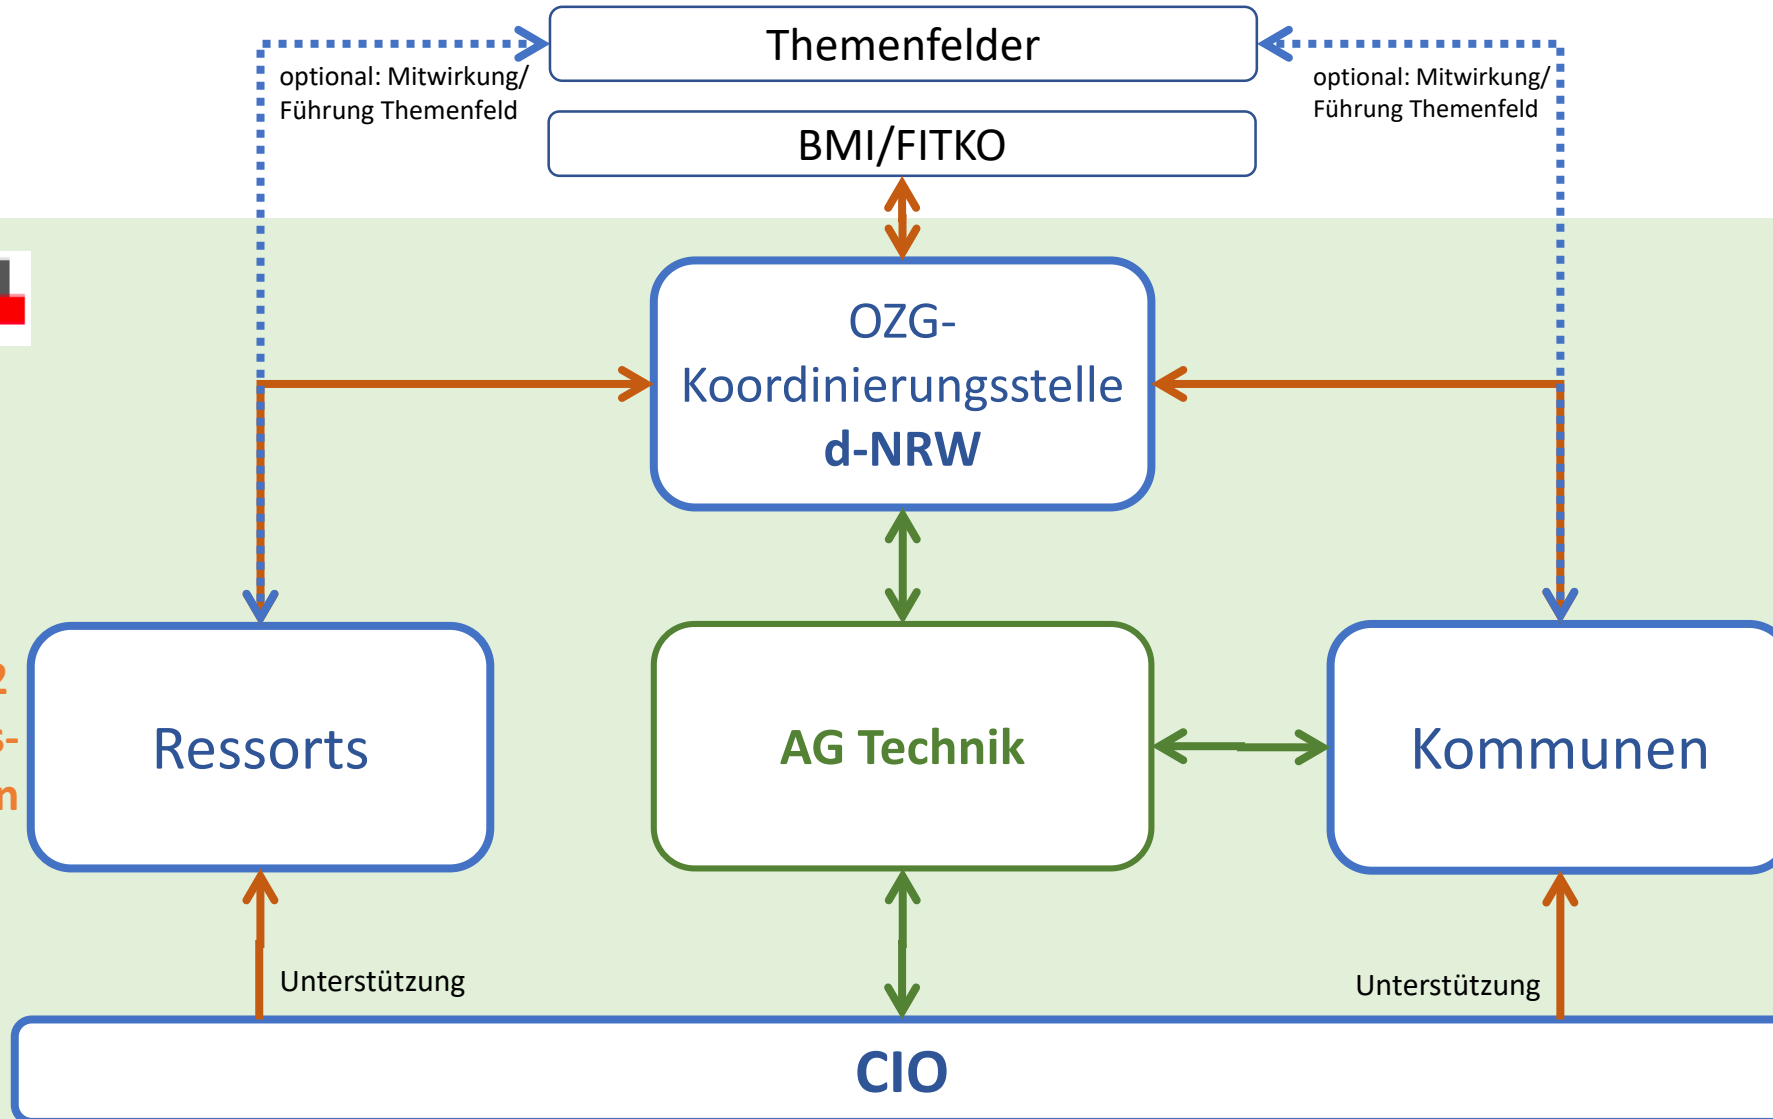 Themenfelder
optional: Mitwirkung/
Führung Themenfeld
optional: Mitwirkung/
Führung Themenfeld
BMI/FITKO
OZG-
Koordinierungsstelle
d-NRW
Ressorts
AG Technik
Kommunen
Unterstützung
Unterstützung
CIO